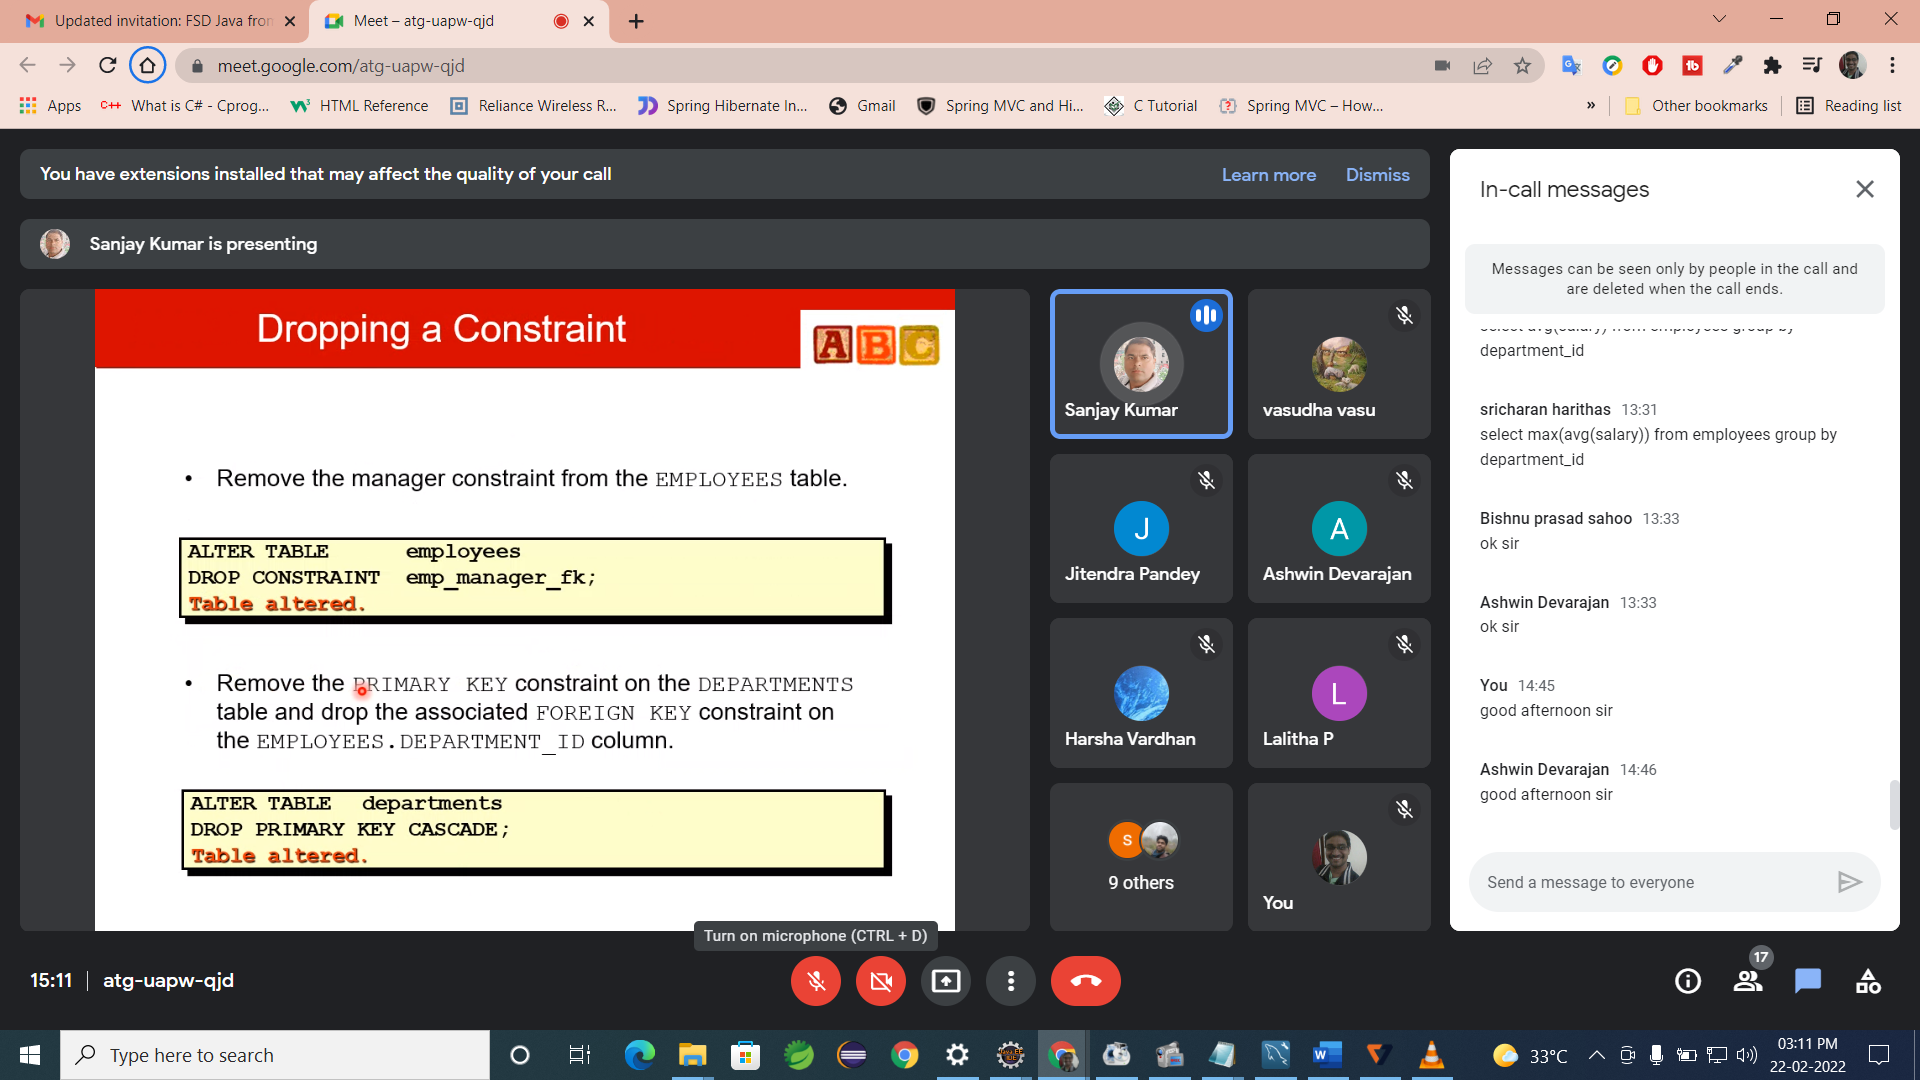 Updated invitation: FSD Java fron
Meet – atg-uapw-qjd
meet.google.com/atg-uapw-qjd
Apps
C++ What is C# - Cprog...
HTML Reference
Reliance Wireless R...
Spring Hibernate In...
Gmail
Spring MVC and Hi...
C Tutorial
Spring MVC – How...
»
Other bookmarks
Reading list
You have extensions installed that may affect the quality of your call
Learn more
Dismiss
Sanjay Kumar is presenting
Dropping a Constraint
ABC
• Remove the manager constraint from the EMPLOYEES table.
ALTER TABLE employees
DROP CONSTRAINT emp_manager_fk;
Table altered.
• Remove the PRIMARY KEY constraint on the DEPARTMENTS
table and drop the associated FOREIGN KEY constraint on
the EMPLOYEES.DEPARTMENT_ID column.
ALTER TABLE departments
DROP PRIMARY KEY CASCADE;
Table altered.
Sanjay Kumar
vasudha vasu
J
Jitendra Pandey
A
Ashwin Devarajan
Harsha Vardhan
L
Lalitha P
S
9 others
You
In-call messages
Messages can be seen only by people in the call and
are deleted when the call ends.
select avg(salary) from employees group by
department_id
sricharan harithas 13:31
select max(avg(salary)) from employees group by
department_id
Bishnu prasad sahoo 13:33
ok sir
Ashwin Devarajan 13:33
ok sir
You 14:45
good afternoon sir
Ashwin Devarajan 14:46
good afternoon sir
Send a message to everyone
Turn on microphone (CTRL + D)
15:11
atg-uapw-qjd
17
Type here to search
33°C
03:11 PM
22-02-2022